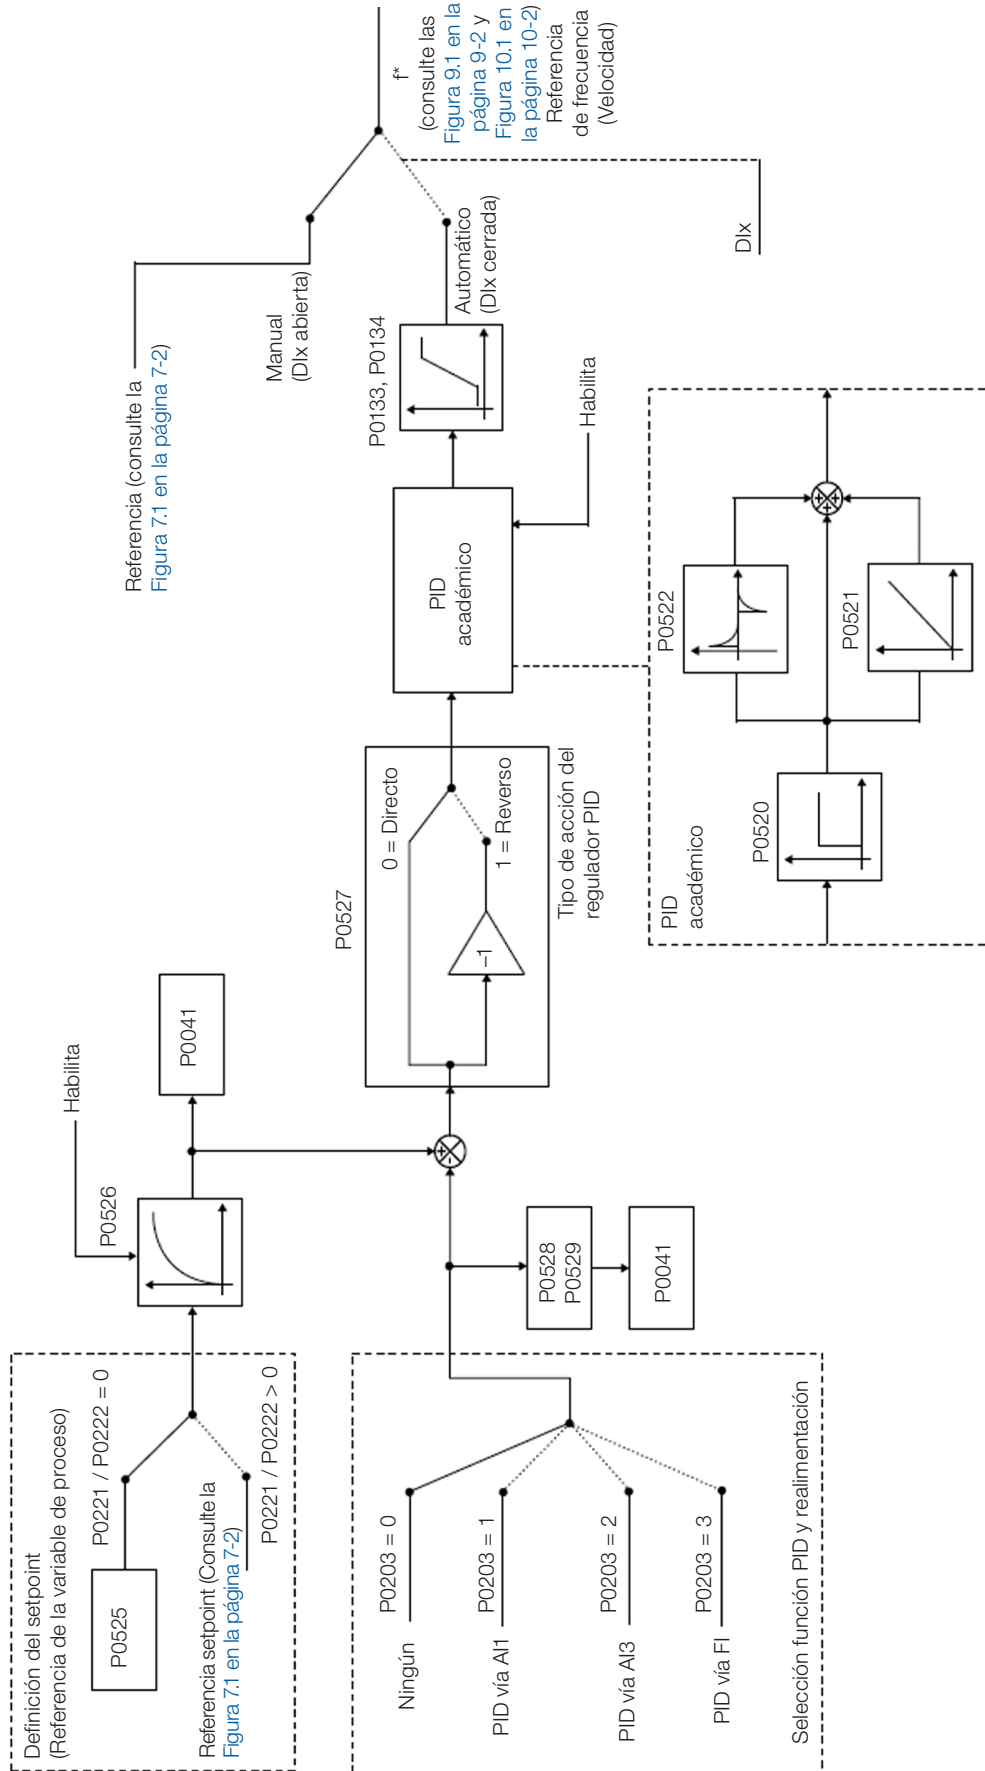 Definición del setpoint
(Referencia de la variable de proceso)
P0525
P0221 / P0222 = 0
Referencia setpoint (Consulte la
Figura 7.1 en la página 7-2)
P0221 / P0222 > 0
P0526
Habilita
P0041
Ningún
P0203 = 0
PID vía AI1
P0203 = 1
PID vía AI3
P0203 = 2
PID vía FI
P0203 = 3
Selección función PID y realimentación
P0528
P0529
P0041
+
-
P0527
0 = Directo
-1
1 = Reverso
Tipo de acción del
regulador PID
PID
académico
Habilita
P0133, P0134
Referencia (consulte la
Figura 7.1 en la página 7-2)
Manual
(DIx abierta)
Automático
(DIx cerrada)
DIx
f*
(consulte las
Figura 9.1 en la
página 9-2 y
Figura 10.1 en
la página 10-2)
Referencia
de frecuencia
(Velocidad)
PID
académico
P0520
P0522
P0521
+
+
+